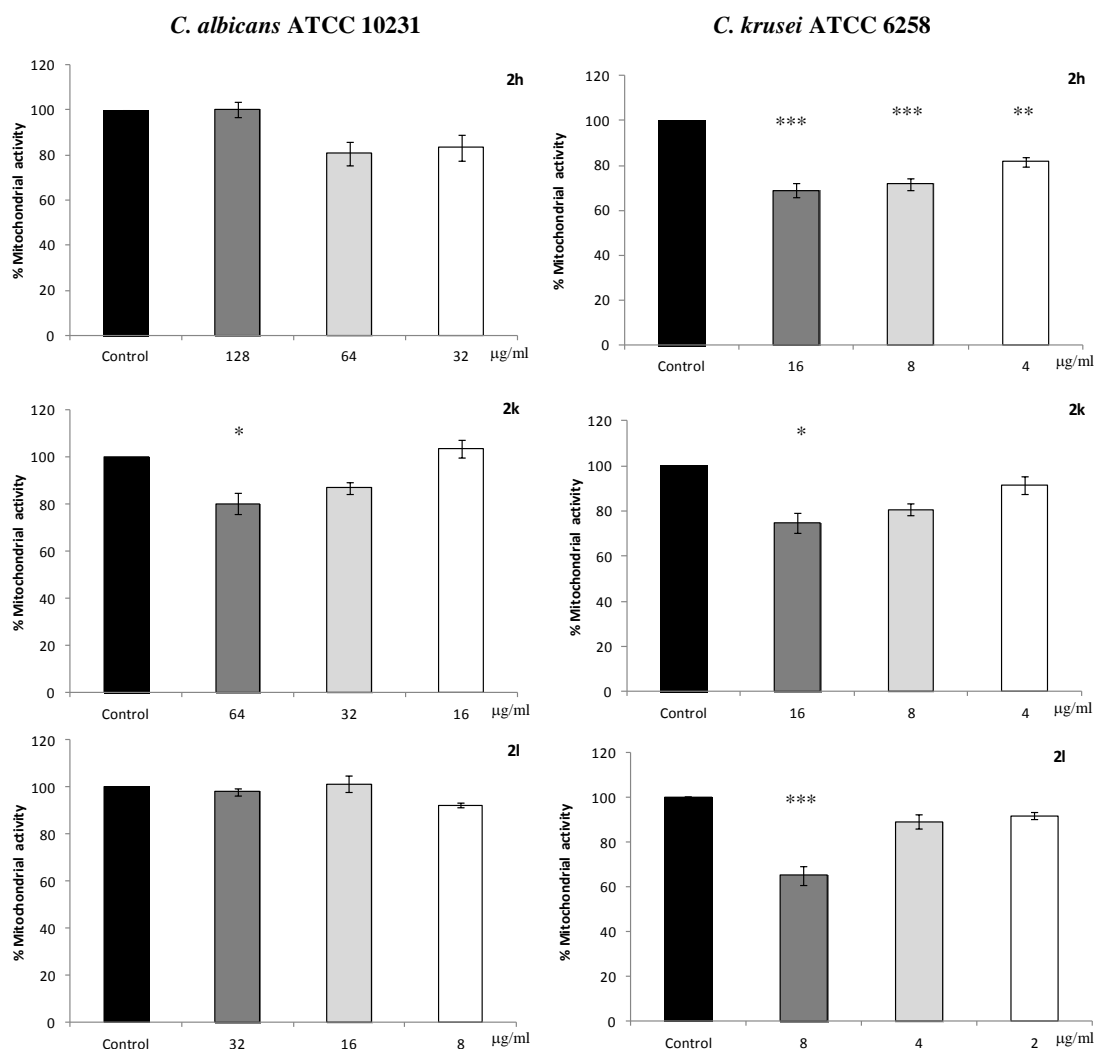 C. albicans ATCC 10231
C. krusei ATCC 6258
2h
% Mitochondrial activity
120
100
80
60
40
20
0
Control 128 64 32 µg/ml
2h
*** *** **
% Mitochondrial activity
120
100
80
60
40
20
0
Control 16 8 4 µg/ml
2k
*
% Mitochondrial activity
120
100
80
60
40
20
0
Control 64 32 16 µg/ml
2k
*
% Mitochondrial activity
120
100
80
60
40
20
0
Control 16 8 4 µg/ml
2l
% Mitochondrial activity
120
100
80
60
40
20
0
Control 32 16 8 µg/ml
2l
***
% Mitochondrial activity
120
100
80
60
40
20
0
Control 8 4 2 µg/ml